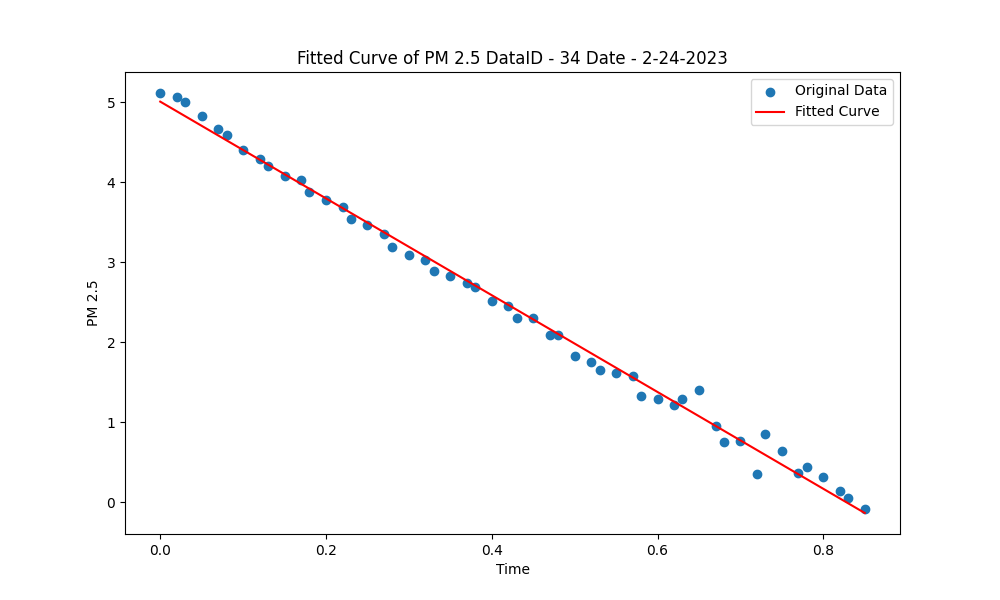 Fitted Curve of PM 2.5 DataID - 34 Date - 2-24-2023
Original Data
Fitted Curve
5
4
3
2
1
0
PM 2.5
0.0 0.2 0.4 0.6 0.8
Time